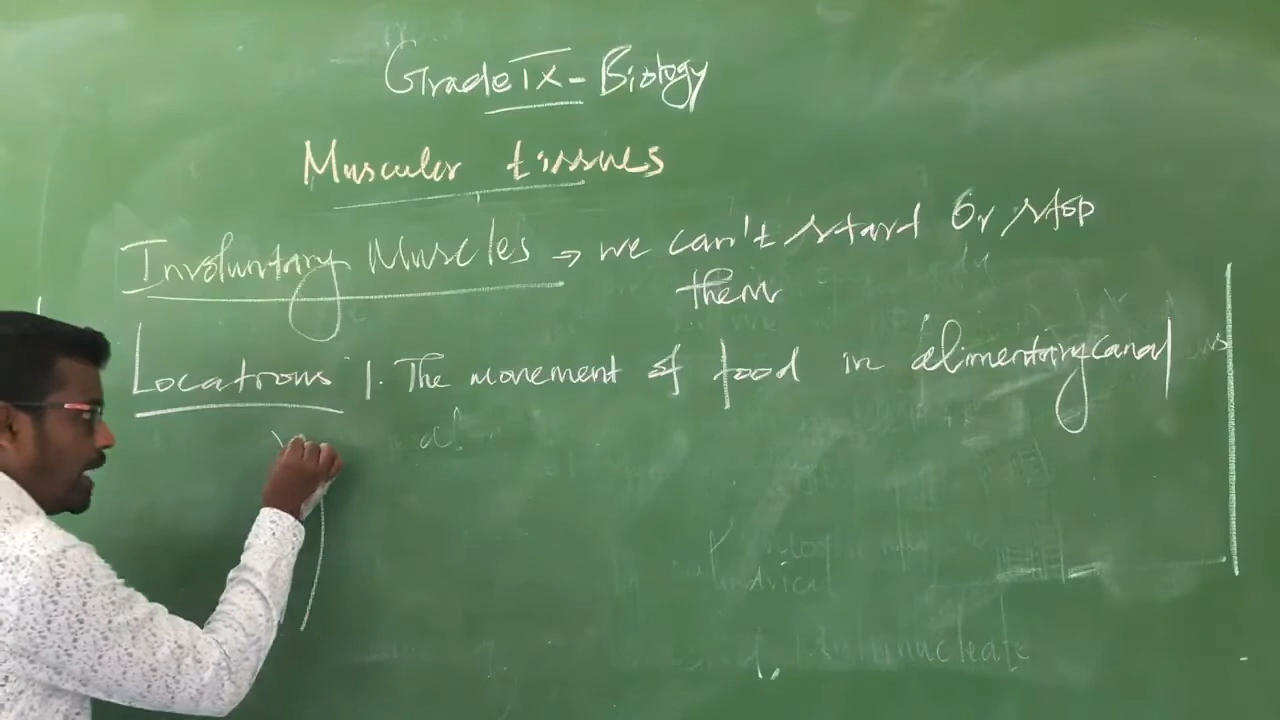 Grade IX - Biology
Muscular tissues
Involuntary Muscles → we can't start or stop
them
Locations 1. The movement of food in alimentary canal
multinucleate